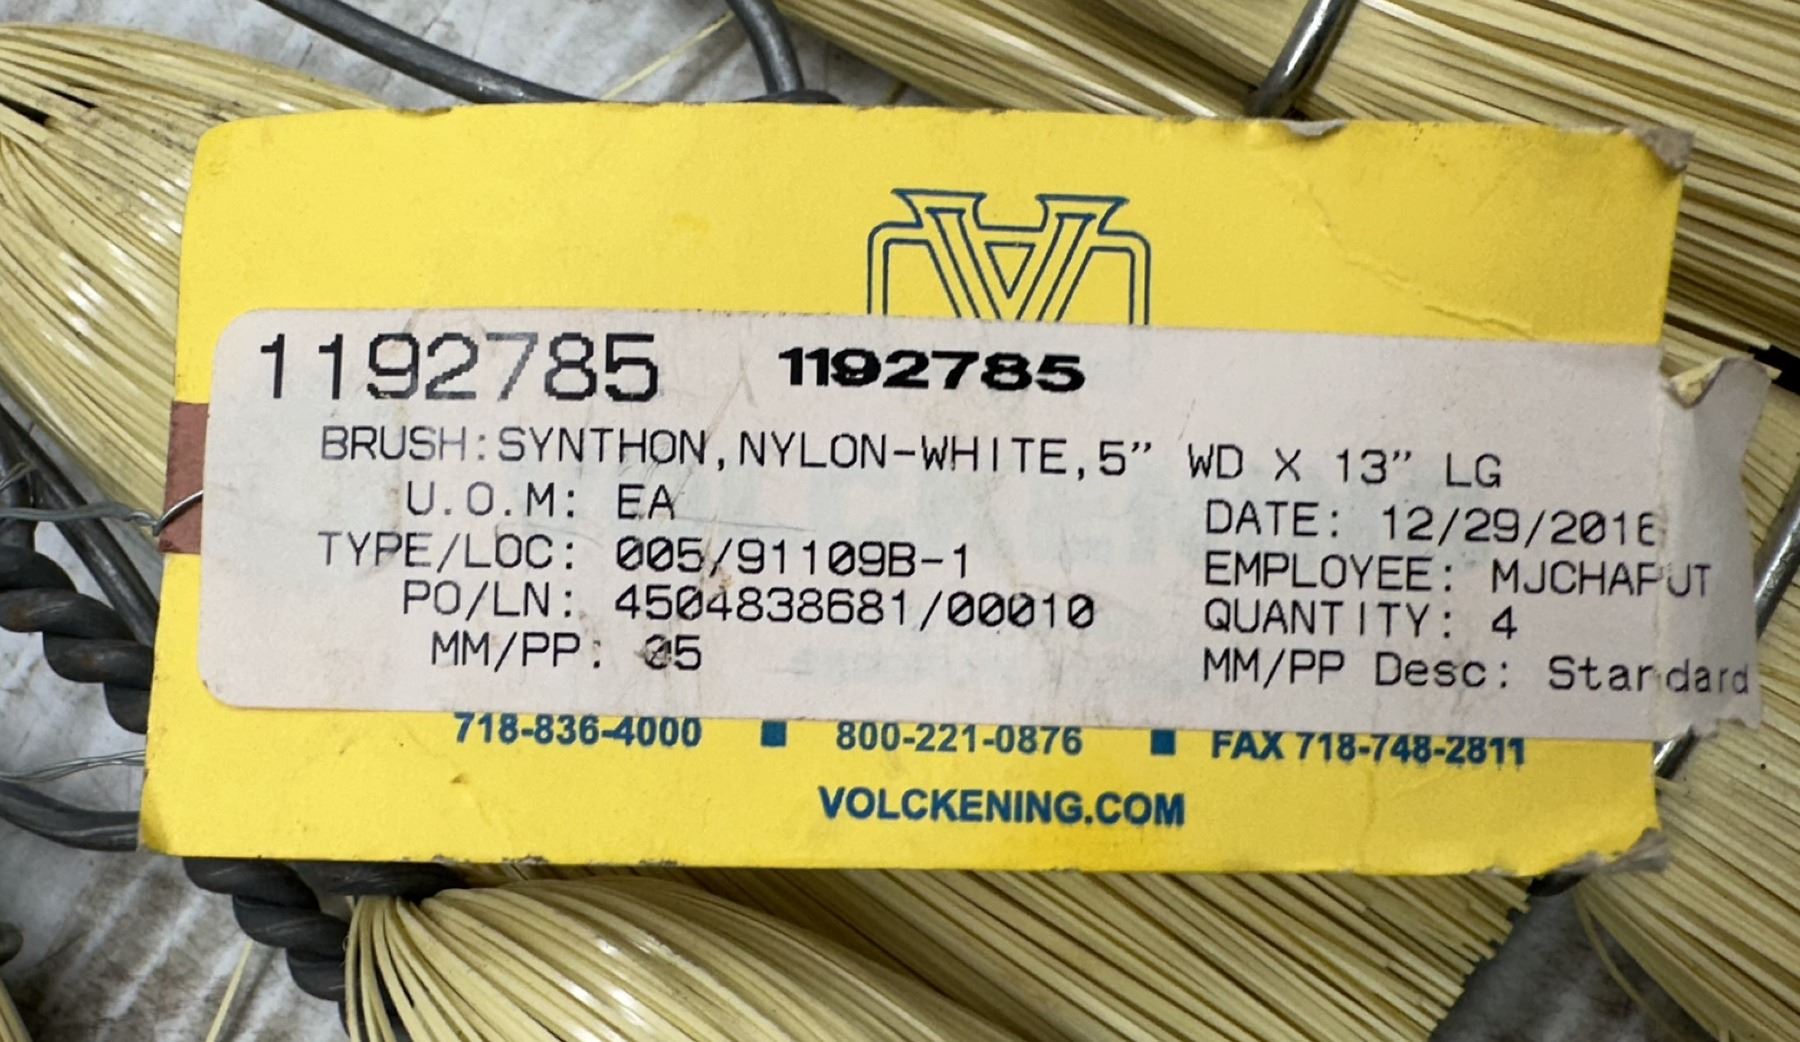 1192785 1192785
BRUSH:SYNTHON,NYLON-WHITE,5" WD X 13" LG
U.O.M: EA
DATE: 12/29/2016
TYPE/LOC: 005/91109B-1
EMPLOYEE: MJCHAPUT
PO/LN: 4504838681/00010
QUANTITY: 4
MM/PP: 05
MM/PP Desc: Standard
718-836-4000 ■ 800-221-0876 ■ FAX 718-748-2811
VOLCKENING.COM